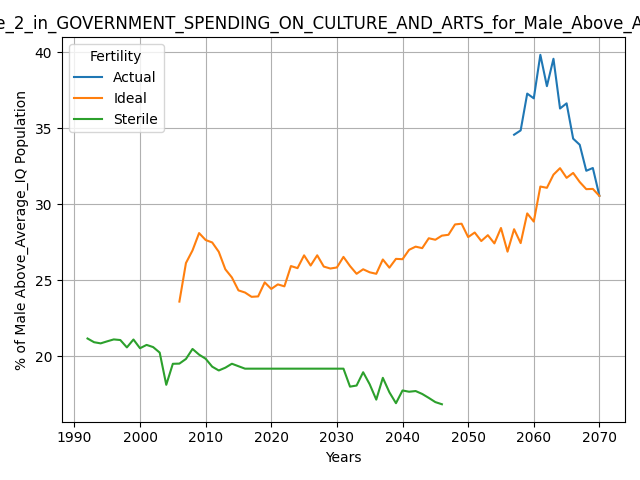 e_2_in_GOVERNMENT_SPENDING_ON_CULTURE_AND_ARTS_for_Male_Above_A
Fertility
Actual
Ideal
Sterile
% of Male Above_Average_IQ Population
40
35
30
25
20
1990 2000 2010 2020 2030 2040 2050 2060 2070
Years